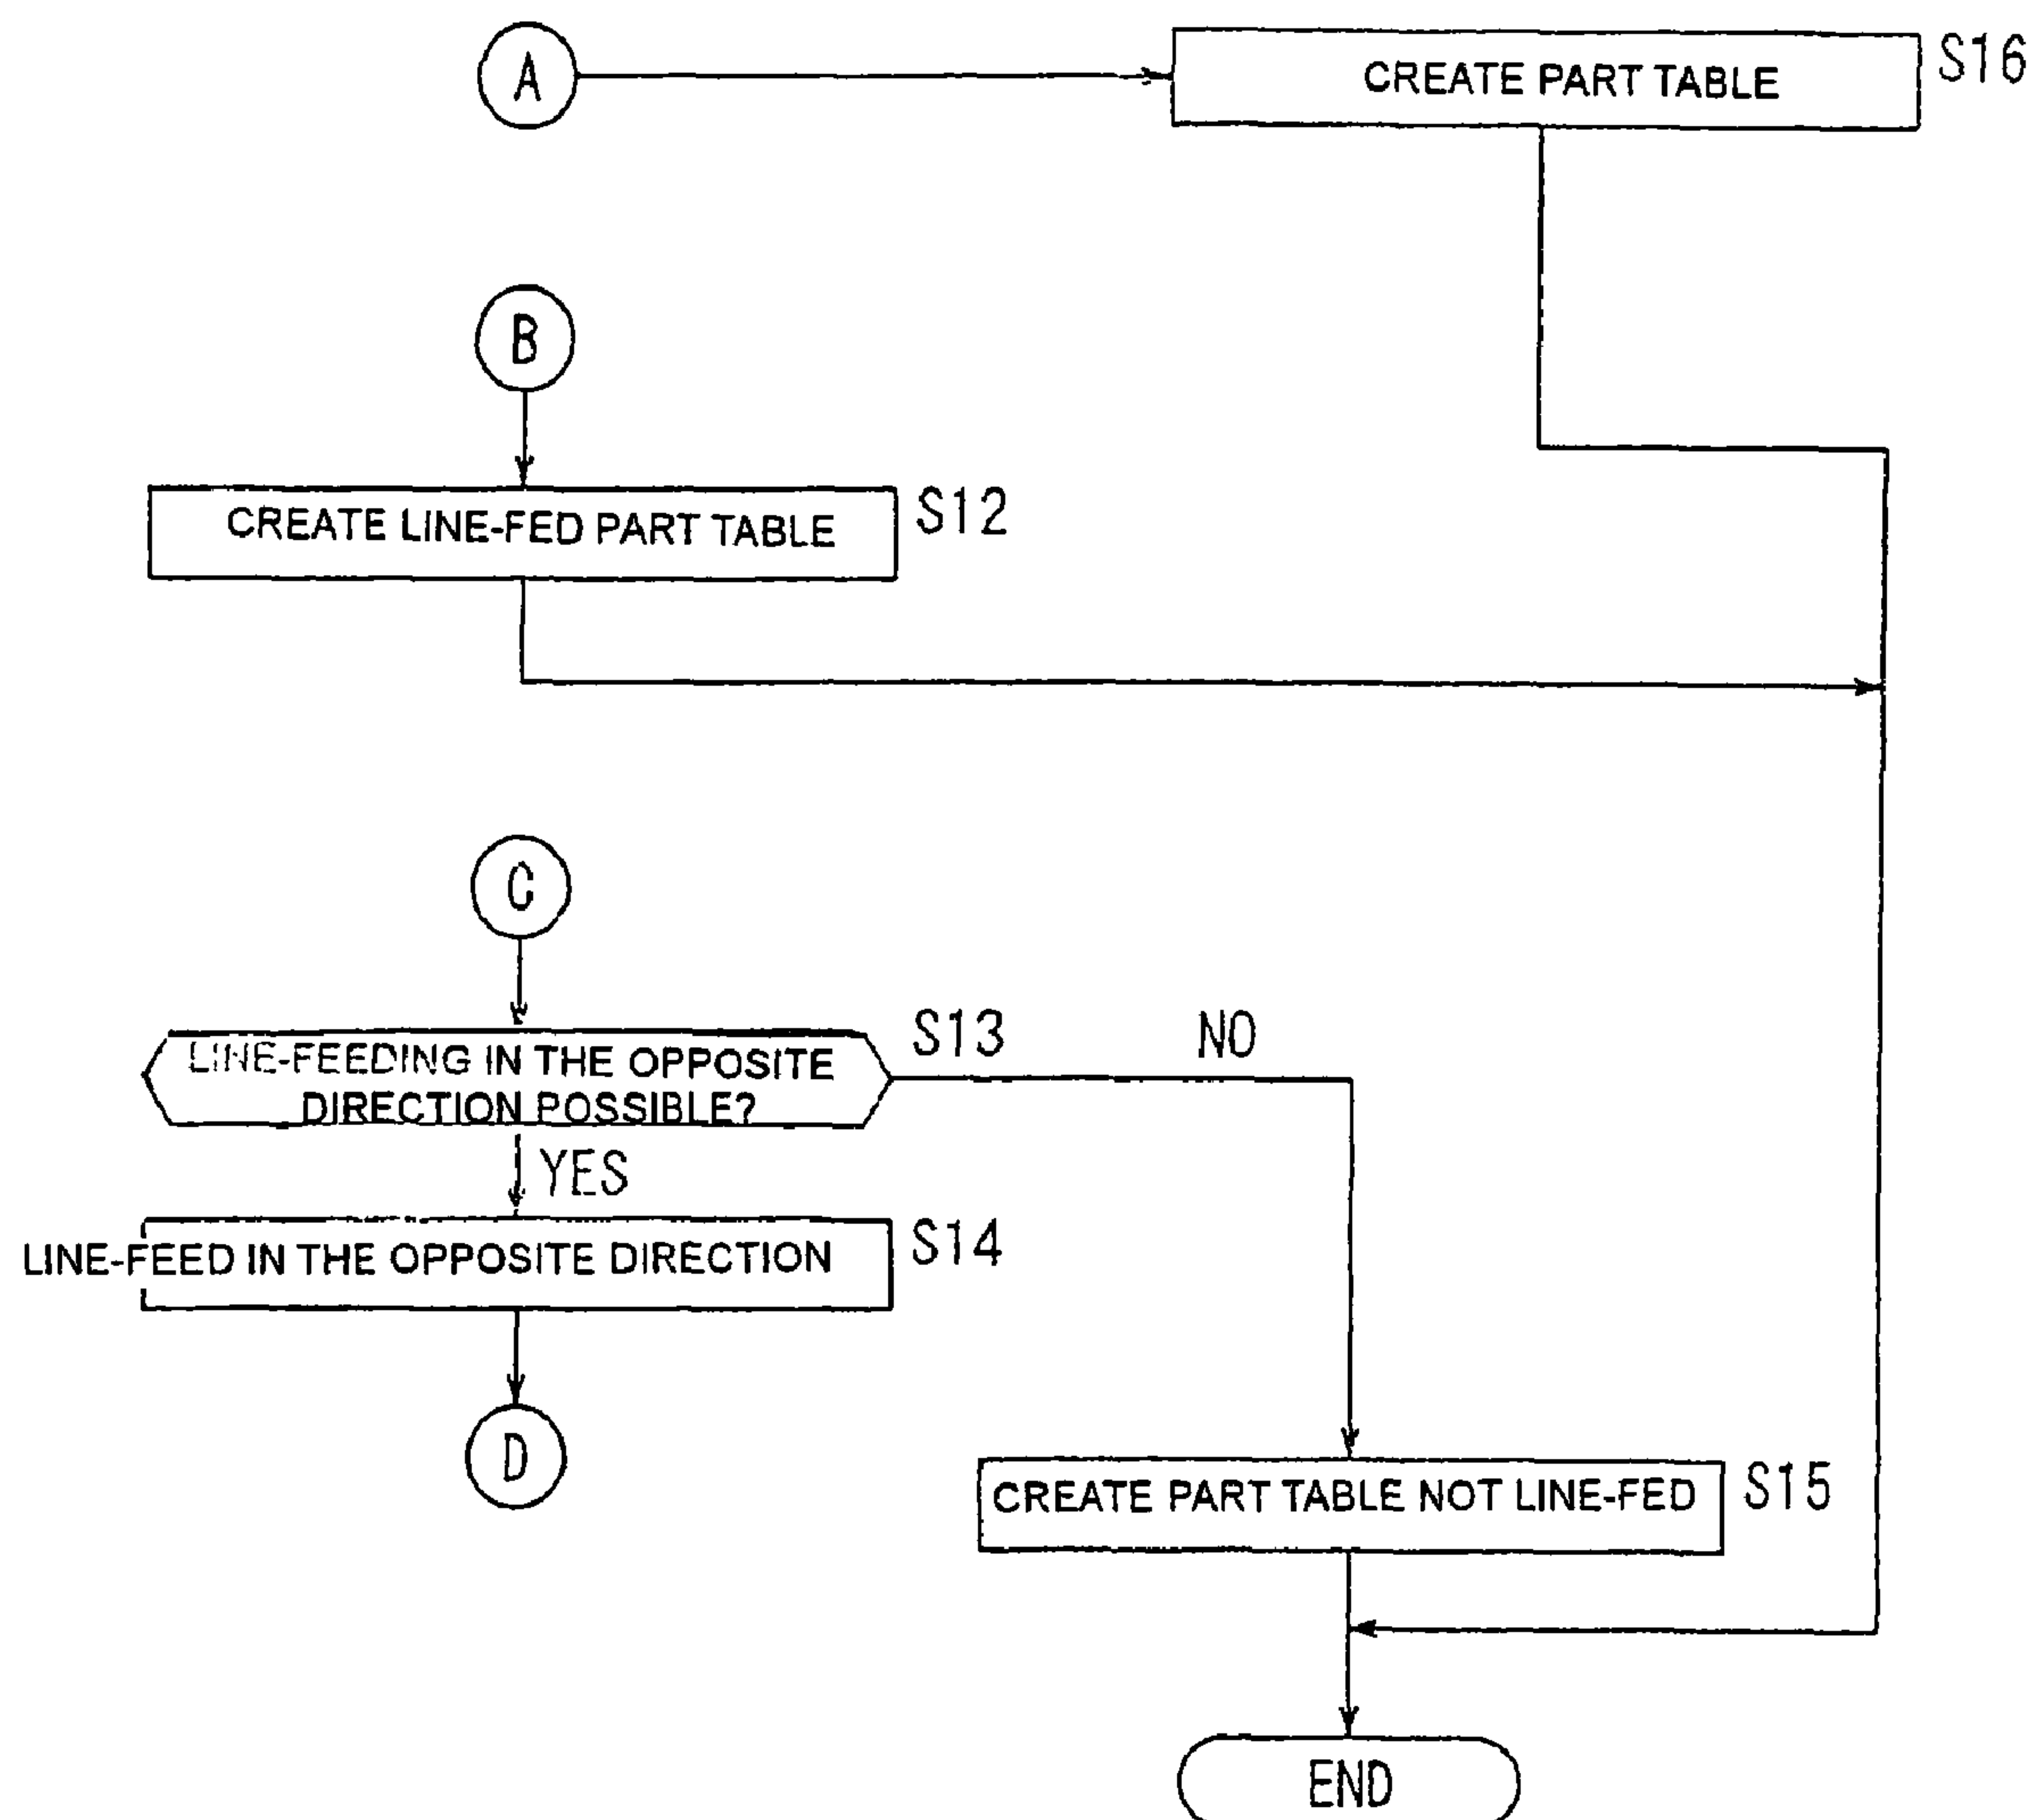 A
CREATE PART TABLE
S16
B
CREATE LINE-FED PART TABLE
S12
C
LINE-FEEDING IN THE OPPOSITE
DIRECTION POSSIBLE?
S13
NO
YES
LINE-FEED IN THE OPPOSITE DIRECTION
S14
D
CREATE PART TABLE NOT LINE-FED
S15
END